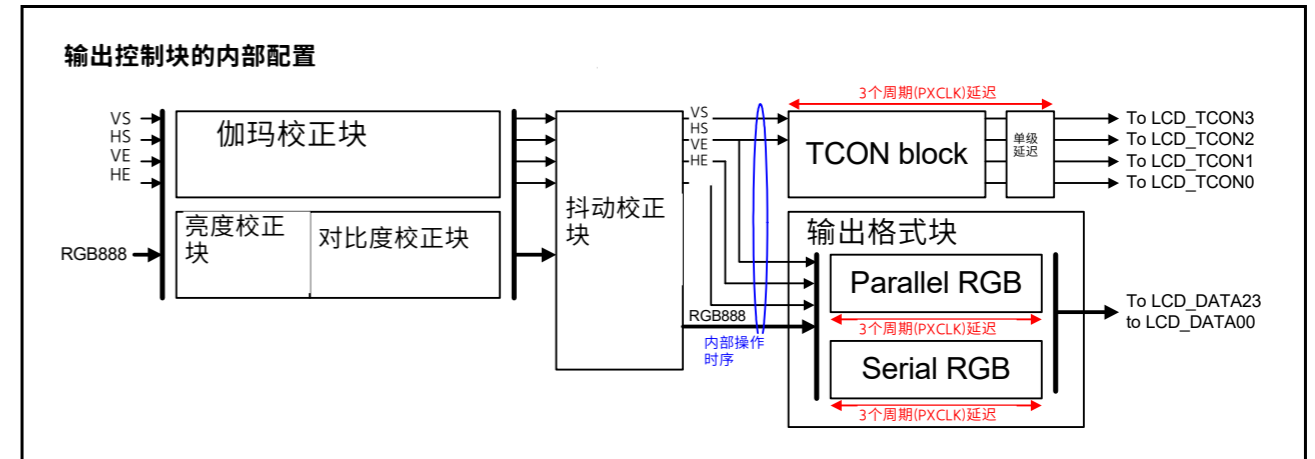 输出控制块的内部配置
VS
HS
VE
HE
RGB888
伽玛校正块
亮度校正
块
对比度校正块
抖动校正
块
VS
HS
VE
HE
RGB888
内部操作
时序
3个周期(PXCLK)延迟
TCON block
单级
延迟
To LCD_TCON3
To LCD_TCON2
To LCD_TCON1
To LCD_TCON0
输出格式块
Parallel RGB
3个周期(PXCLK)延迟
Serial RGB
3个周期(PXCLK)延迟
To LCD_DATA23
to LCD_DATA00